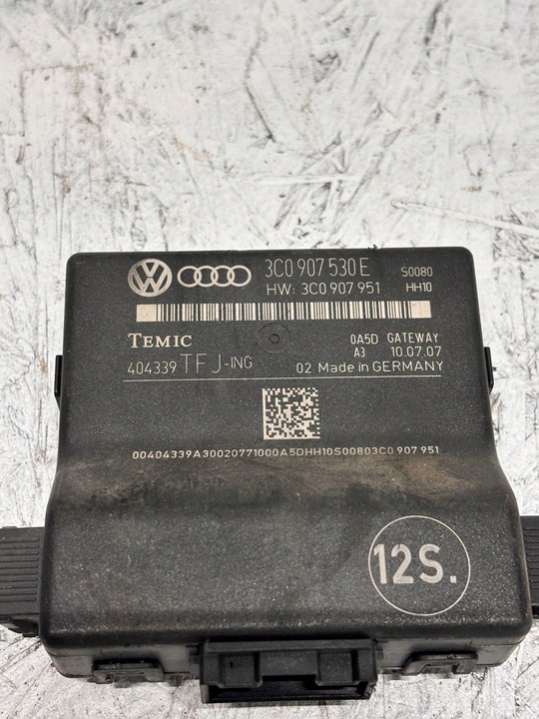 3C0 907 530 E S0080
HW: 3C0 907 951 HH10
TEMIC 0A5D GATEWAY
404339 TFJ-ING A3 10.07.07
02 Made in GERMANY
00404339A30020771000A5DHH10S00803C0 907 951
12S.